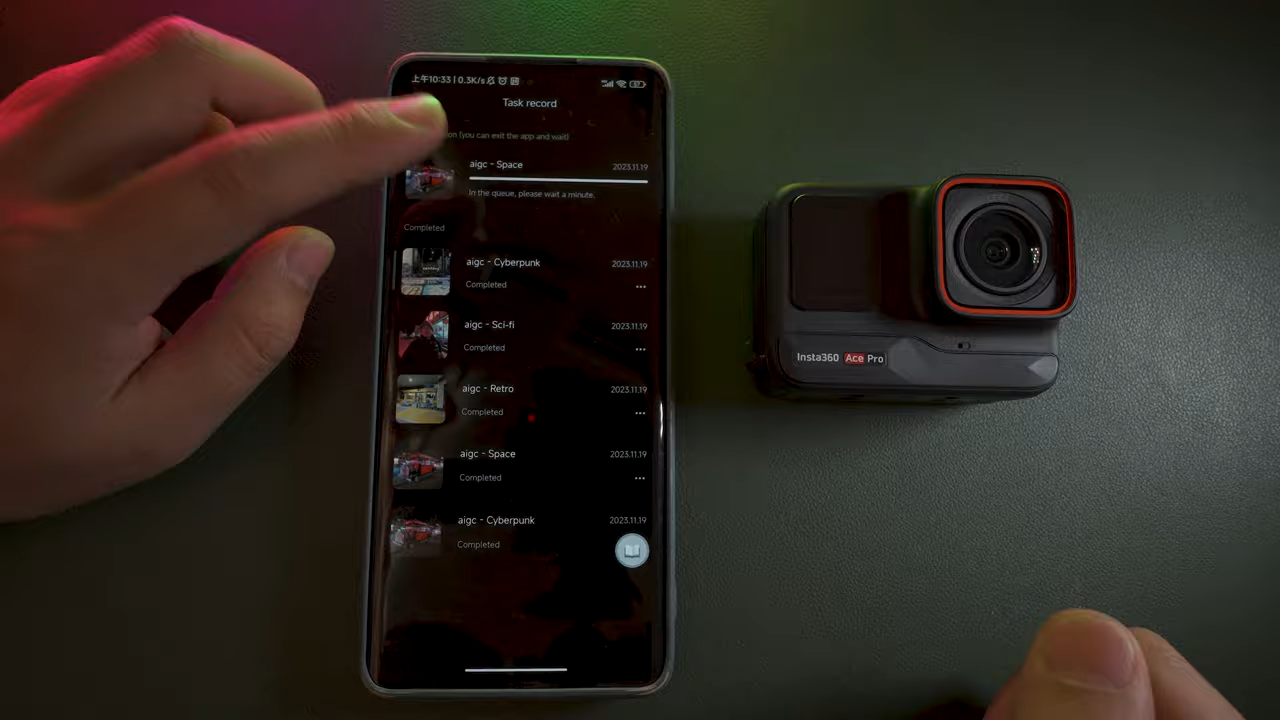 上午10:33 | 0.3K/s
Task record
on (you can exit the app and wait)
aigc - Space
2023.11.19
In the queue, please wait a minute.
Completed
aigc - Cyberpunk
2023.11.19
Completed
aigc - Sci-fi
2023.11.19
Completed
aigc - Retro
2023.11.19
Completed
aigc - Space
2023.11.19
Completed
aigc - Cyberpunk
2023.11.19
Completed
Insta360 Ace Pro